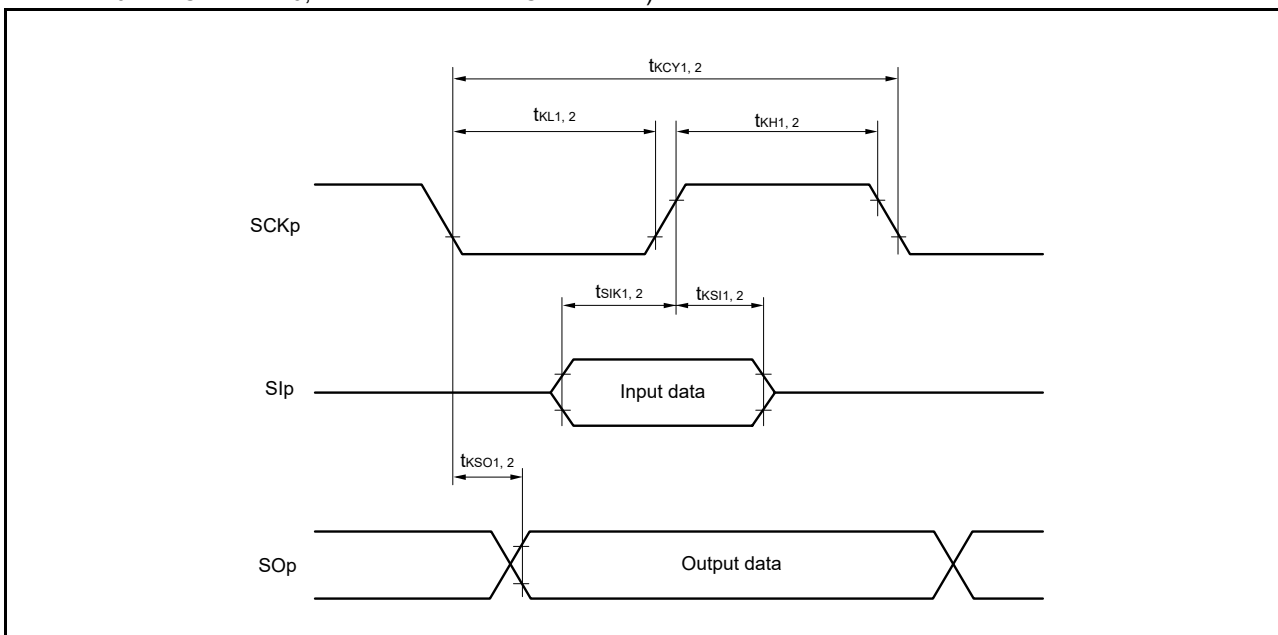 tKCY1, 2
tKL1, 2
tKH1, 2
SCKp
tSIK1, 2
tKSI1, 2
SIp
Input data
tKSO1, 2
SOp
Output data